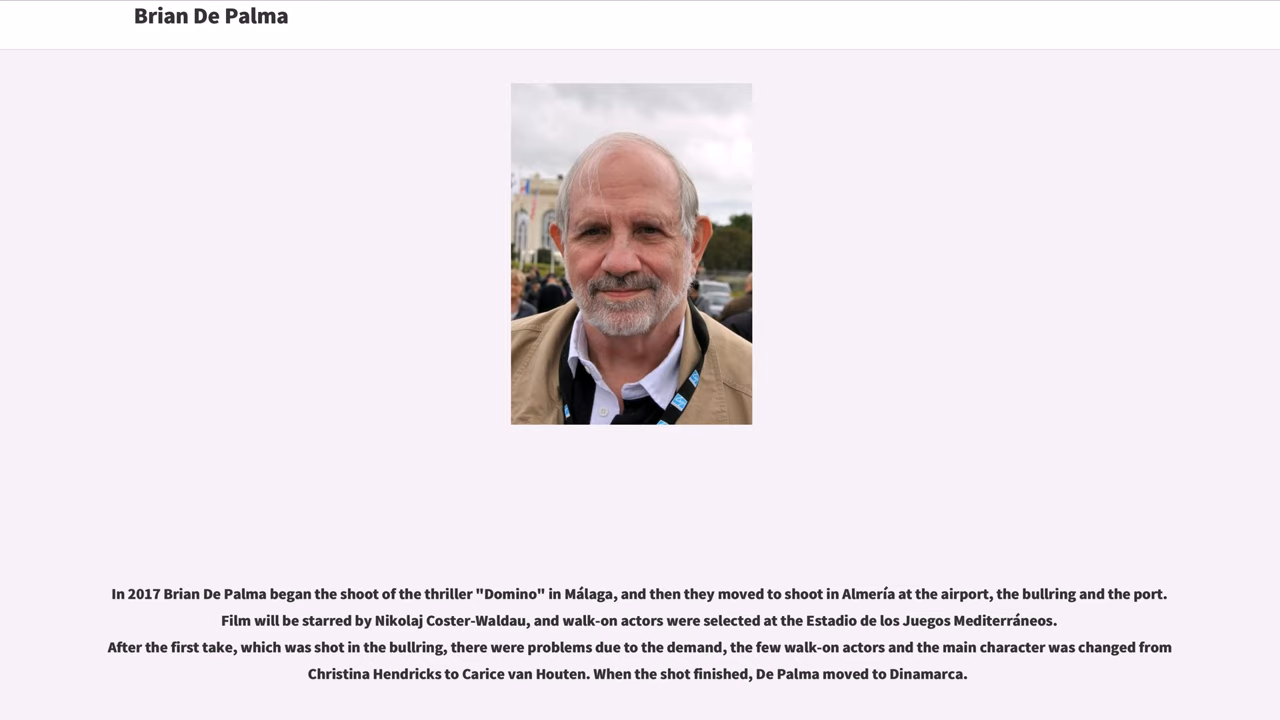 Brian De Palma
In 2017 Brian De Palma began the shoot of the thriller "Domino" in Málaga, and then they moved to shoot in Almería at the airport, the bullring and the port.
Film will be starred by Nikolaj Coster-Waldau, and walk-on actors were selected at the Estadio de los Juegos Mediterráneos.
After the first take, which was shot in the bullring, there were problems due to the demand, the few walk-on actors and the main character was changed from
Christina Hendricks to Carice van Houten. When the shot finished, De Palma moved to Dinamarca.